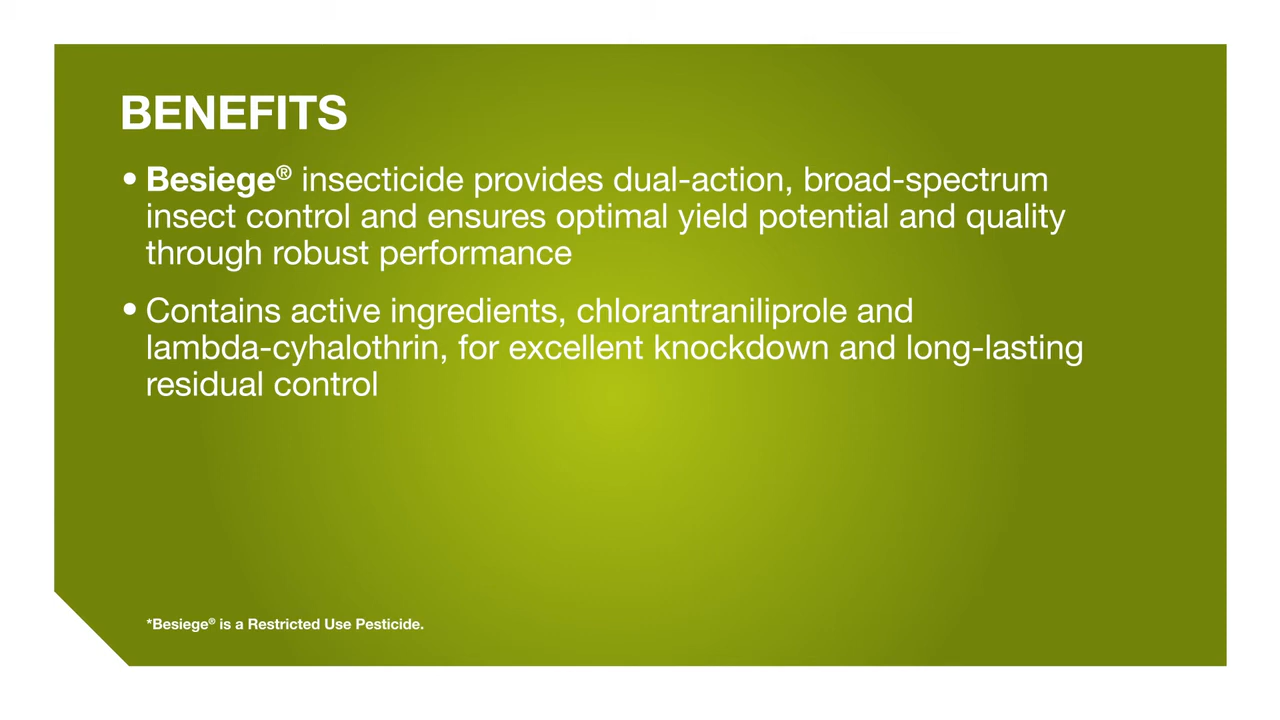 BENEFITS
• Besiege® insecticide provides dual-action, broad-spectrum
insect control and ensures optimal yield potential and quality
through robust performance
• Contains active ingredients, chlorantraniliprole and
lambda-cyhalothrin, for excellent knockdown and long-lasting
residual control
*Besiege® is a Restricted Use Pesticide.